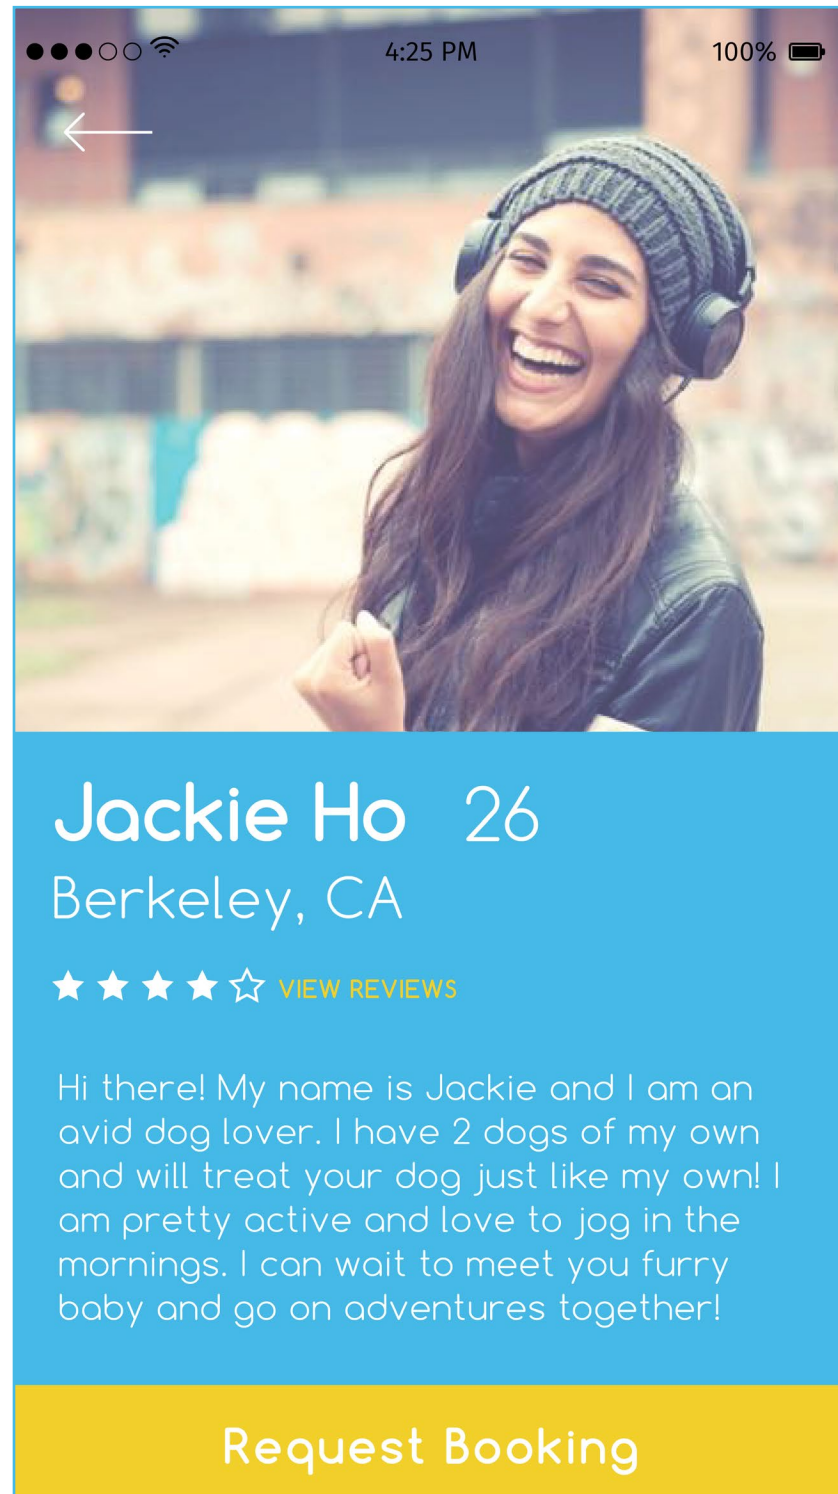 4:25 PM 100%
Jackie Ho 26
Berkeley, CA
VIEW REVIEWS
Hi there! My name is Jackie and I am an
avid dog lover. I have 2 dogs of my own
and will treat your dog just like my own! I
am pretty active and love to jog in the
mornings. I can wait to meet you furry
baby and go on adventures together!
Request Booking